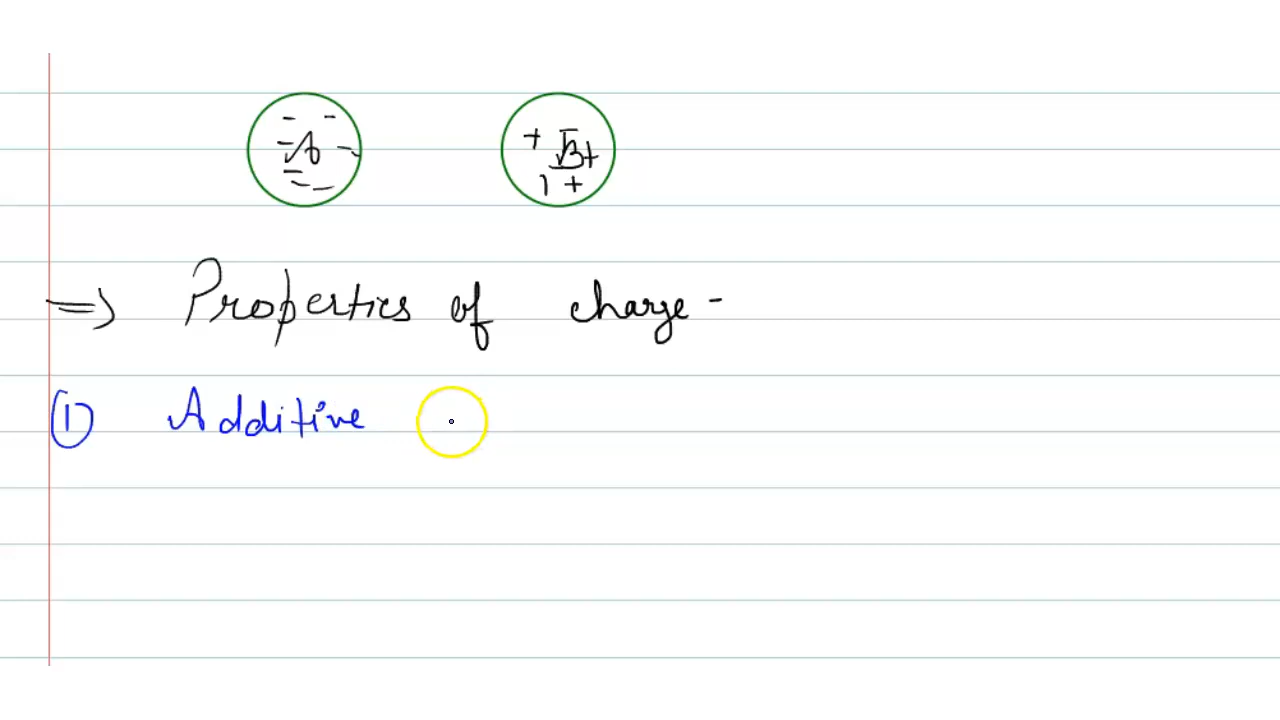 A B
⇒ Properties of charge -
① Additive